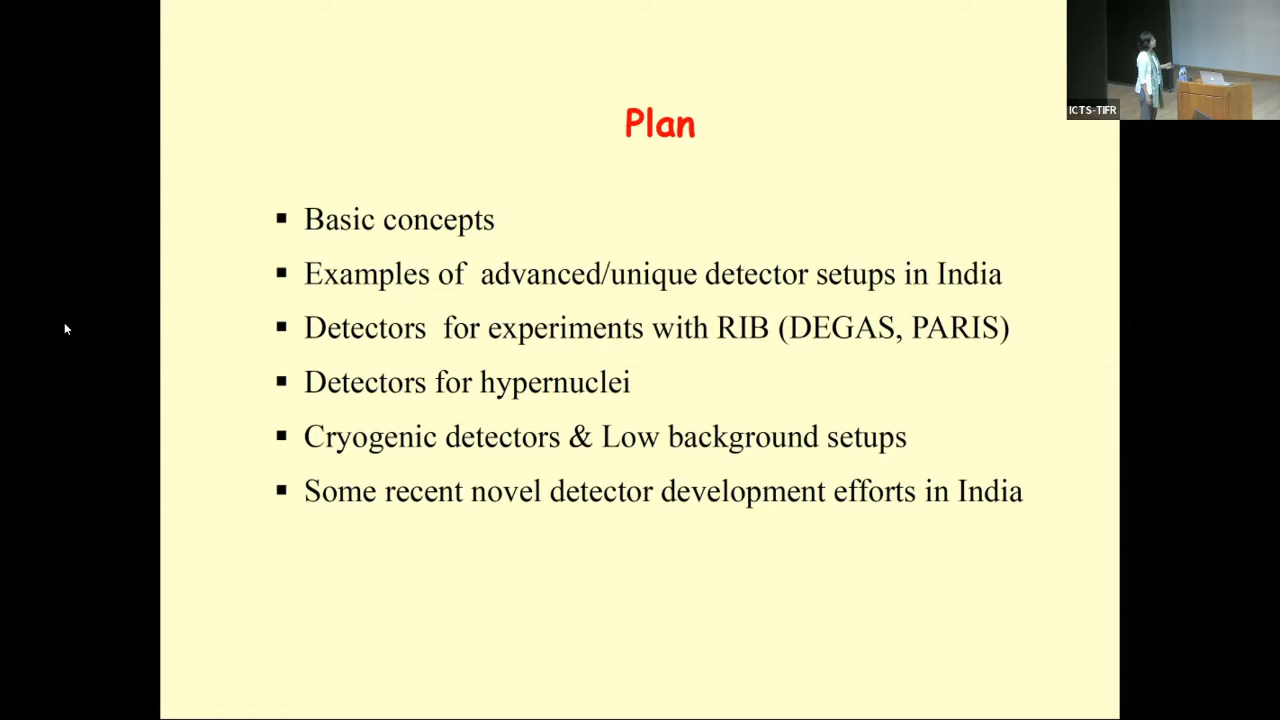 Plan
▪ Basic concepts
▪ Examples of advanced/unique detector setups in India
▪ Detectors for experiments with RIB (DEGAS, PARIS)
▪ Detectors for hypernuclei
▪ Cryogenic detectors & Low background setups
▪ Some recent novel detector development efforts in India
ICTS-TIFR